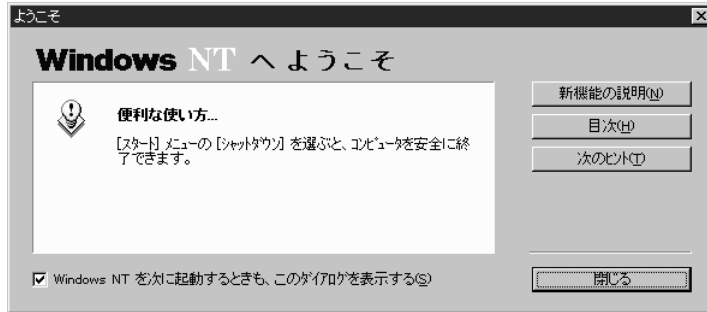 ようこそ
Windows NT へようこそ
便利な使い方...
[スタート] メニューの [シャットダウン] を選ぶと、コンピュータを安全に終
了できます。
新機能の説明(N)
目次(H)
次のヒント(T)
Windows NT を次に起動するときも、このダイアログを表示する(S)
閉じる